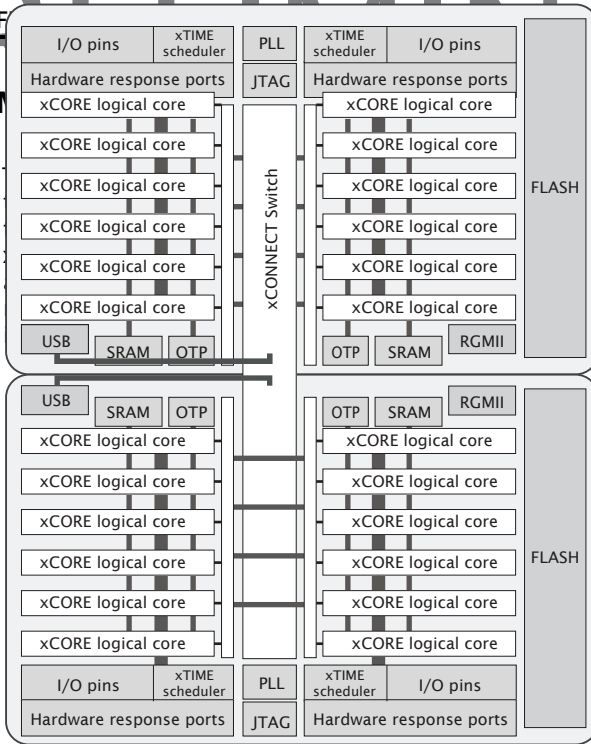 I/O pins
xTIME scheduler
PLL
xTIME scheduler
I/O pins
Hardware response ports
JTAG
Hardware response ports
xCORE logical core
xCORE logical core
xCORE logical core
xCORE logical core
xCORE logical core
xCORE logical core
xCORE logical core
xCORE logical core
xCORE logical core
xCORE logical core
xCORE logical core
xCORE logical core
xCONNECT Switch
FLASH
USB
SRAM
OTP
OTP
SRAM
RGMII
USB
SRAM
OTP
OTP
SRAM
RGMII
xCORE logical core
xCORE logical core
xCORE logical core
xCORE logical core
xCORE logical core
xCORE logical core
xCORE logical core
xCORE logical core
xCORE logical core
xCORE logical core
xCORE logical core
xCORE logical core
FLASH
I/O pins
xTIME scheduler
PLL
xTIME scheduler
I/O pins
Hardware response ports
JTAG
Hardware response ports